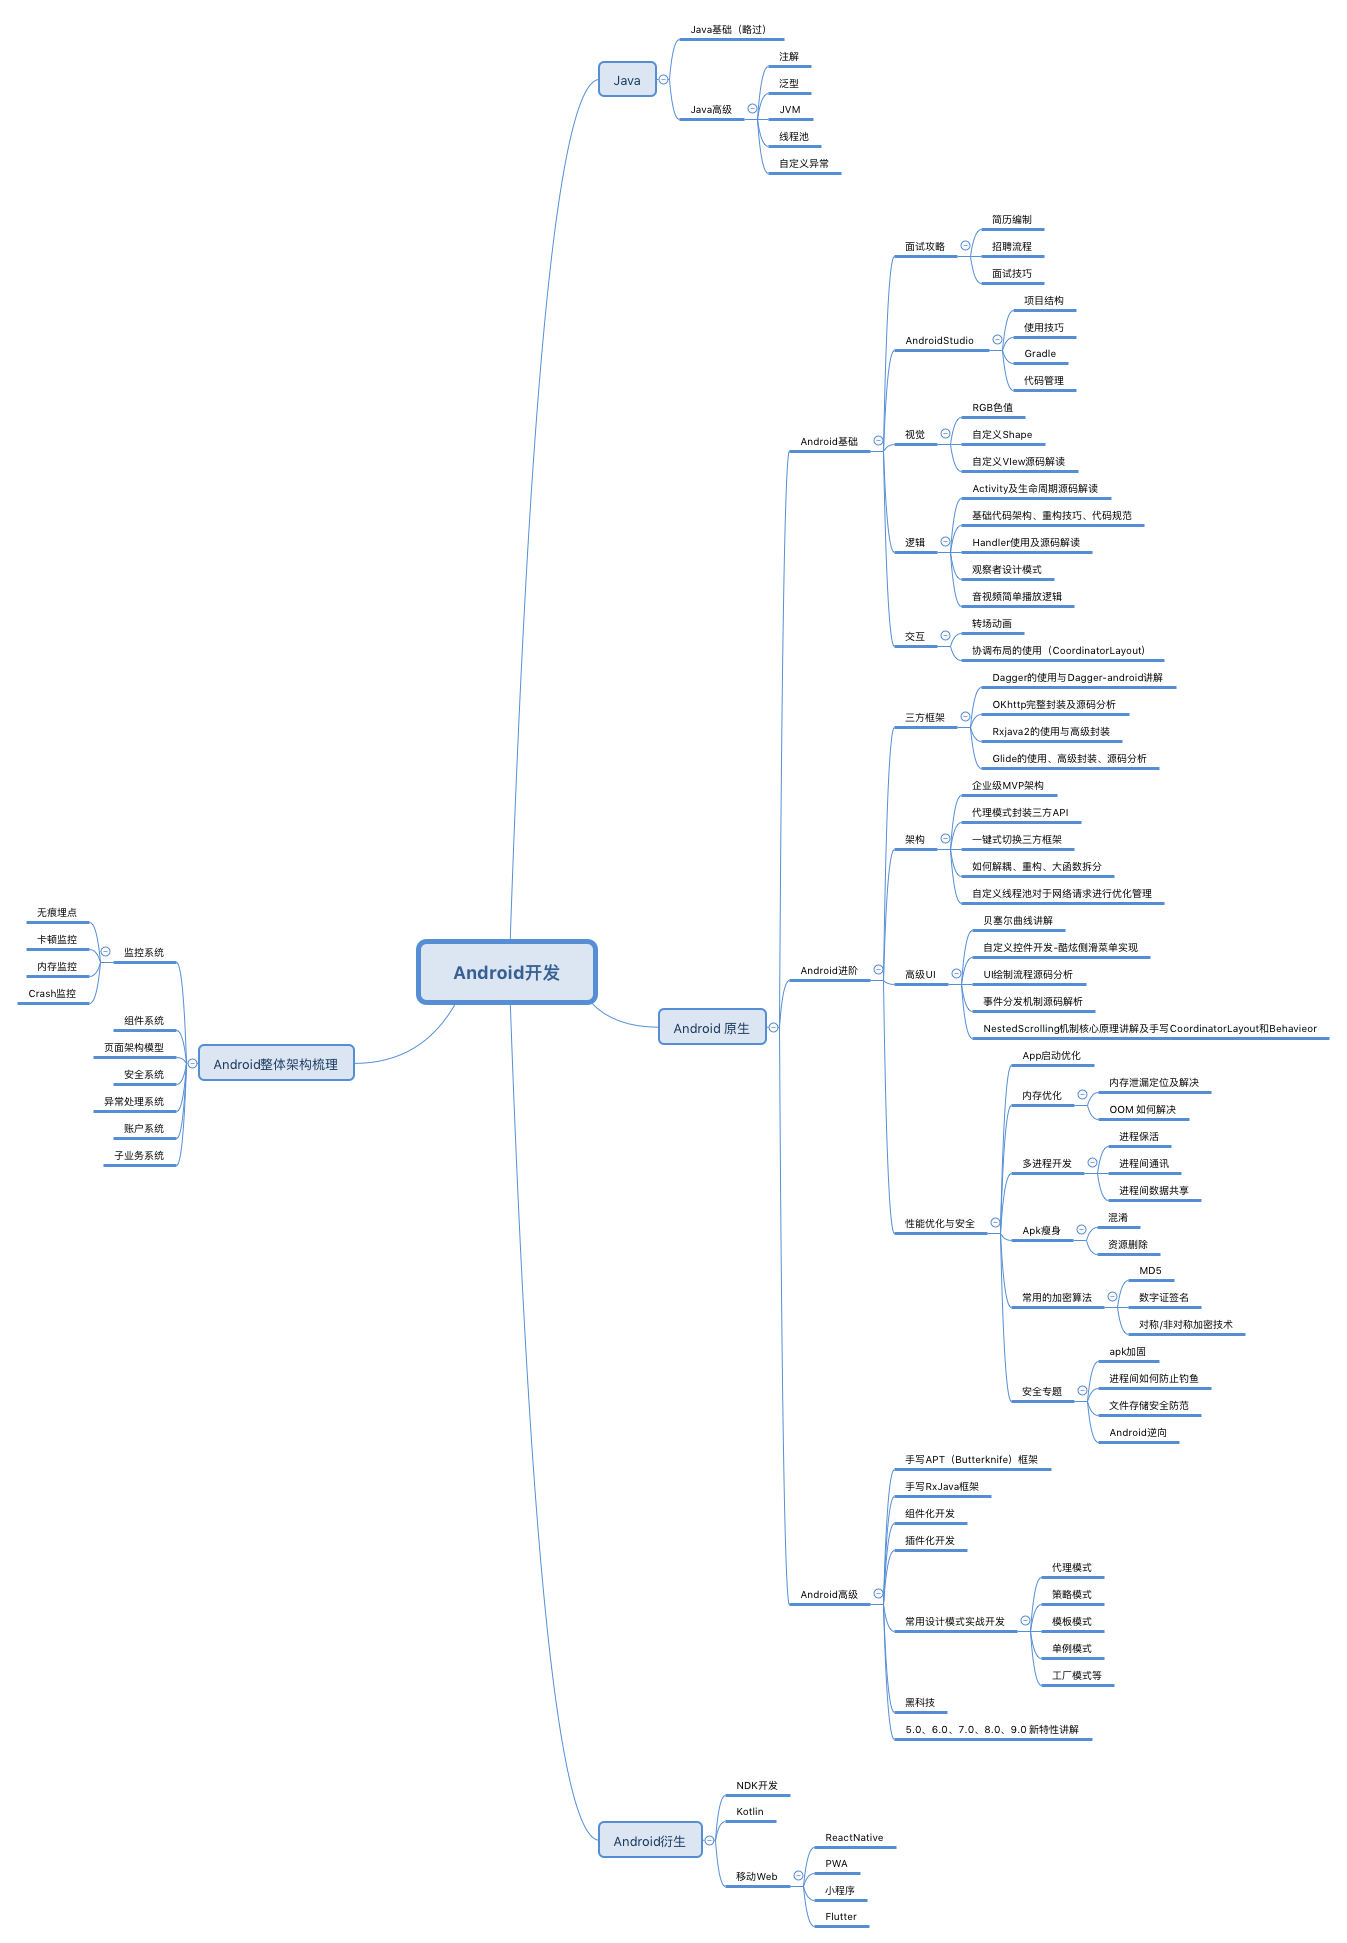 Android开发
Java
Java基础（略过）
Java高级
注解
泛型
JVM
线程池
自定义异常
Android 原生
Android基础
面试攻略
简历编制
招聘流程
面试技巧
AndroidStudio
项目结构
使用技巧
Gradle
代码管理
视觉
RGB色值
自定义Shape
自定义VIew源码解读
逻辑
Activity及生命周期源码解读
基础代码架构、重构技巧、代码规范
Handler使用及源码解读
观察者设计模式
音视频简单播放逻辑
交互
转场动画
协调布局的使用（CoordinatorLayout）
Android进阶
三方框架
Dagger的使用与Dagger-android讲解
OKhttp完整封装及源码分析
Rxjava2的使用与高级封装
Glide的使用、高级封装、源码分析
架构
企业级MVP架构
代理模式封装三方API
一键式切换三方框架
如何解耦、重构、大函数拆分
自定义线程池对于网络请求进行优化管理
高级UI
贝塞尔曲线讲解
自定义控件开发-酷炫侧滑菜单实现
UI绘制流程源码分析
事件分发机制源码解析
NestedScrolling机制核心原理讲解及手写CoordinatorLayout和Behavieor
性能优化与安全
App启动优化
内存优化
内存泄漏定位及解决
OOM 如何解决
多进程开发
进程保活
进程间通讯
进程间数据共享
Apk瘦身
混淆
资源删除
常用的加密算法
MD5
数字证签名
对称/非对称加密技术
安全专题
apk加固
进程间如何防止钓鱼
文件存储安全防范
Android逆向
Android高级
手写APT（Butterknife）框架
手写RxJava框架
组件化开发
插件化开发
常用设计模式实战开发
代理模式
策略模式
模板模式
单例模式
工厂模式等
黑科技
5.0、6.0、7.0、8.0、9.0 新特性讲解
Android衍生
NDK开发
Kotlin
移动Web
ReactNative
PWA
小程序
Flutter
Android整体架构梳理
监控系统
无痕埋点
卡顿监控
内存监控
Crash监控
组件系统
页面架构模型
安全系统
异常处理系统
账户系统
子业务系统